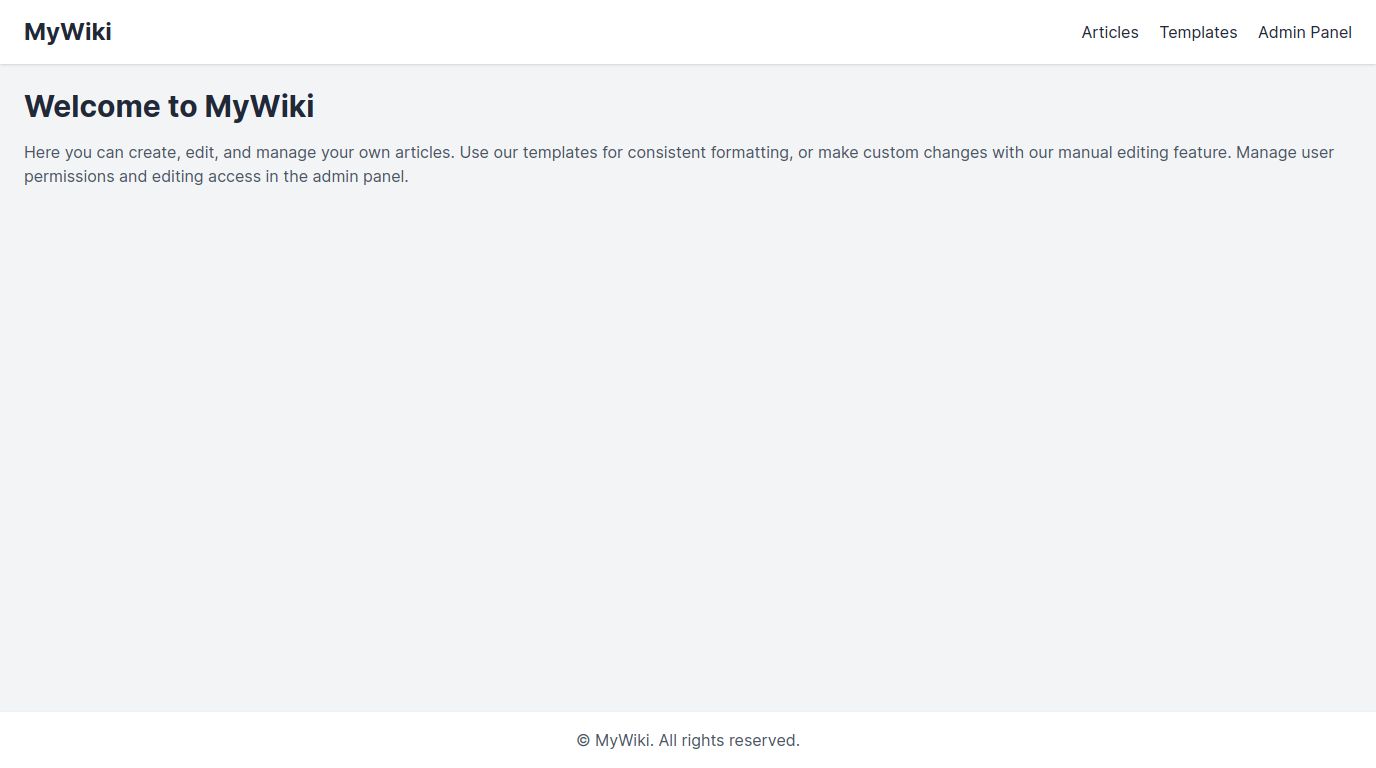 MyWiki
Articles
Templates
Admin Panel
Welcome to MyWiki
Here you can create, edit, and manage your own articles. Use our templates for consistent formatting, or make custom changes with our manual editing feature. Manage user
permissions and editing access in the admin panel.
© MyWiki. All rights reserved.